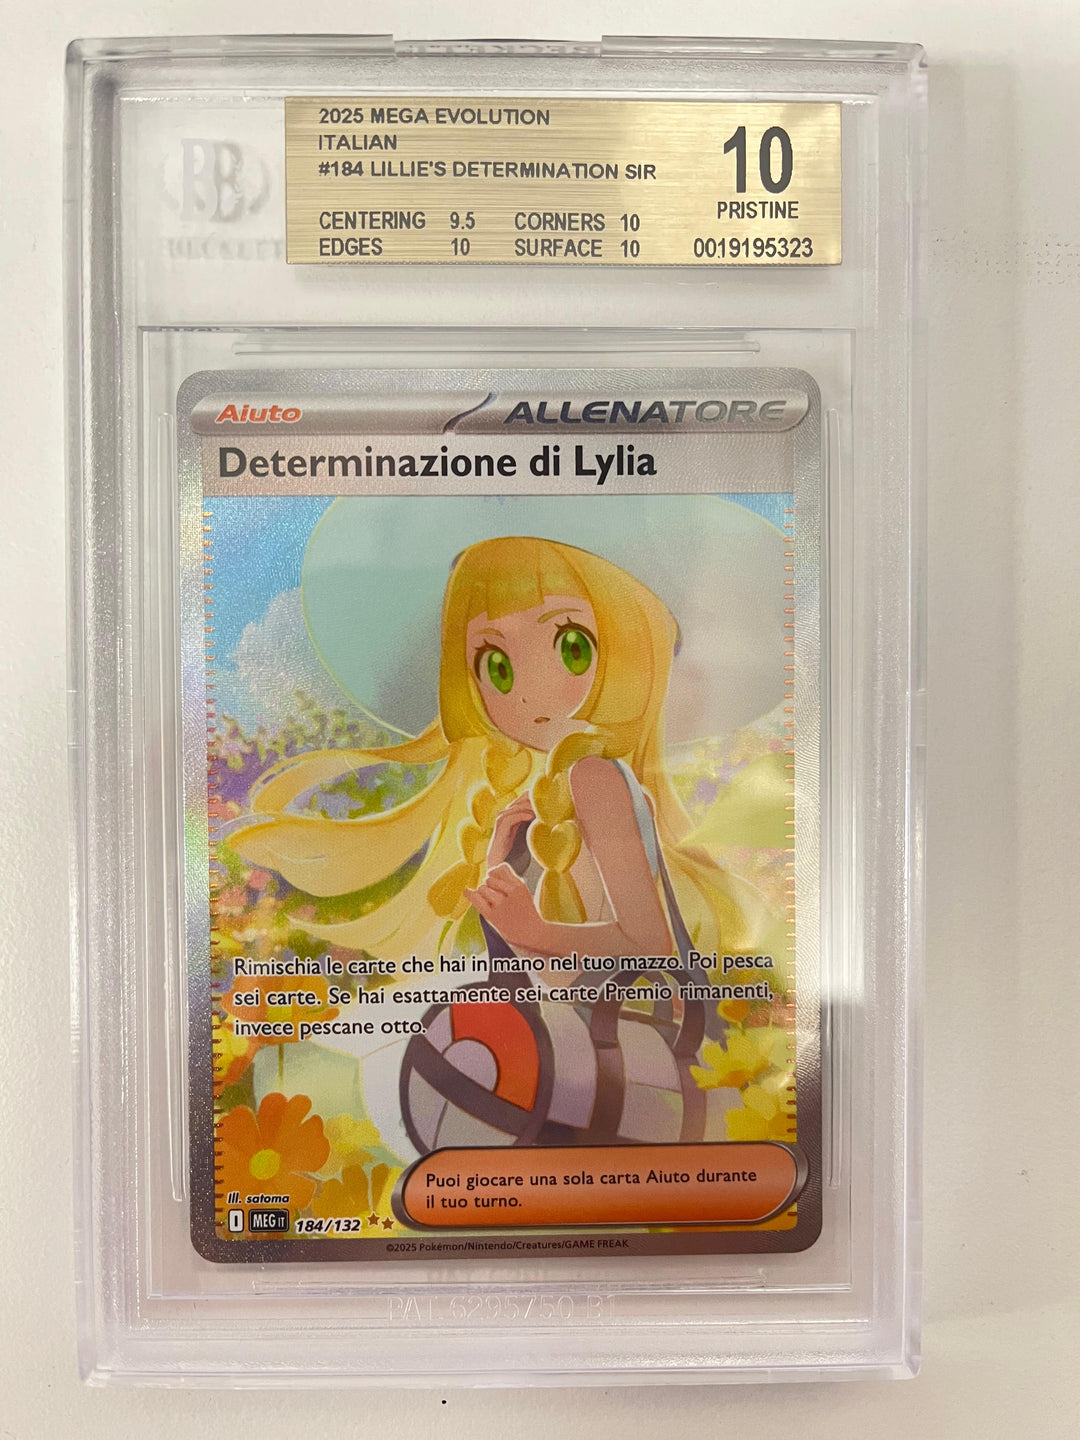 BECKETT
2025 MEGA EVOLUTION
ITALIAN
#184 LILLIE'S DETERMINATION SIR
10
PRISTINE
CENTERING 9.5 CORNERS 10
EDGES 10 SURFACE 10
0019195323
BECKETT
Aiuto
ALLENATORE
Determinazione di Lylia
Rimischia le carte che hai in mano nel tuo mazzo. Poi pesca
sei carte. Se hai esattamente sei carte Premio rimanenti,
invece pescane otto.
Puoi giocare una sola carta Aiuto durante
il tuo turno.
Ill. satoma
I MEG IT 184/132
©2025 Pokémon/Nintendo/Creatures/GAME FREAK
PAT. 6295750 B1